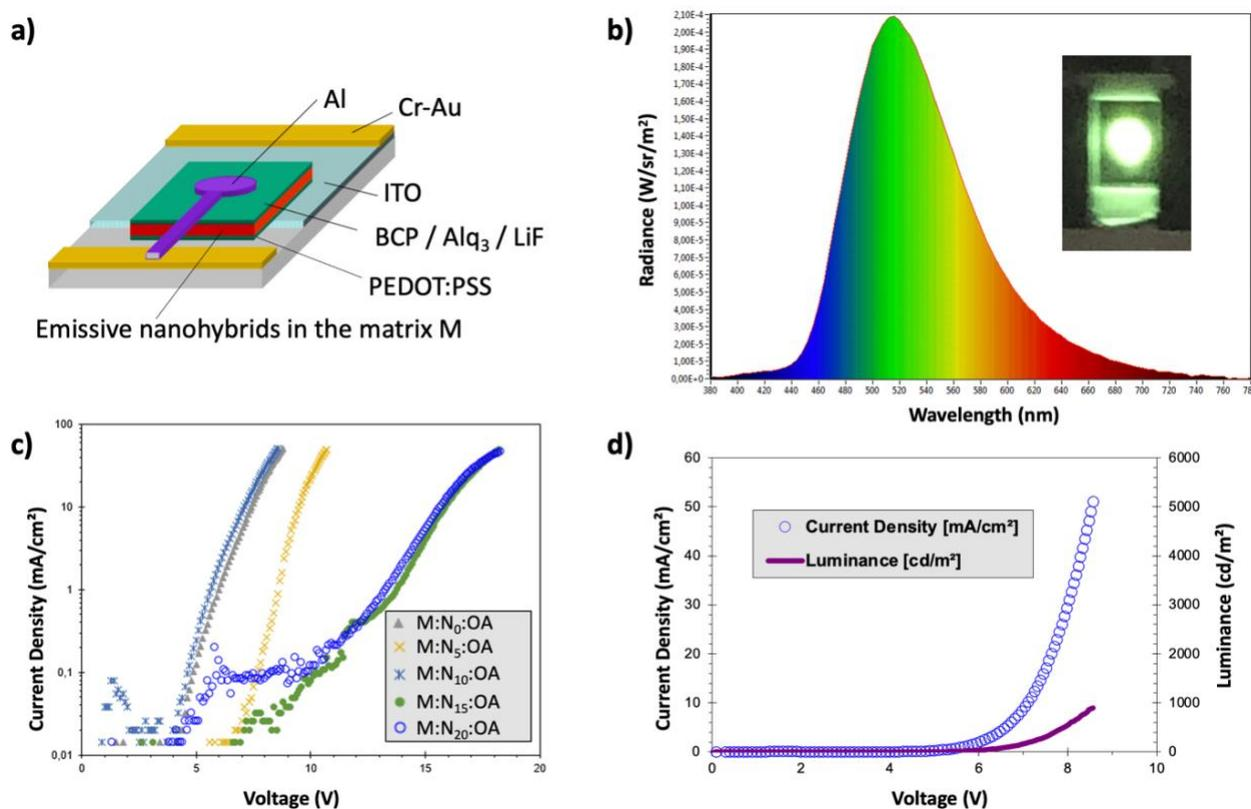 a)
Al
Cr-Au
ITO
BCP / Alq₃ / LiF
PEDOT:PSS
Emissive nanohybrids in the matrix M
b)
Radiance (W/sr/m²)
2,10E-4
2,00E-4
1,90E-4
1,80E-4
1,70E-4
1,60E-4
1,50E-4
1,40E-4
1,30E-4
1,20E-4
1,10E-4
1,00E-4
9,00E-5
8,00E-5
7,00E-5
6,00E-5
5,00E-5
4,00E-5
3,00E-5
2,00E-5
1,00E-5
0,00E+0
380 400 420 440 460 480 500 520 540 560 580 600 620 640 660 680 700 720 740 760 780
Wavelength (nm)
c)
Current Density (mA/cm²)
100
10
1
0,1
0,01
0 5 10 15 20
Voltage (V)
M:N₀:OA
M:N₅:OA
M:N₁₀:OA
M:N₁₅:OA
M:N₂₀:OA
d)
Current Density (mA/cm²)
60
50
40
30
20
10
0
Current Density [mA/cm²]
Luminance [cd/m²]
6000
5000
4000
3000
2000
1000
0
Luminance (cd/m²)
0 2 4 6 8 10
Voltage (V)